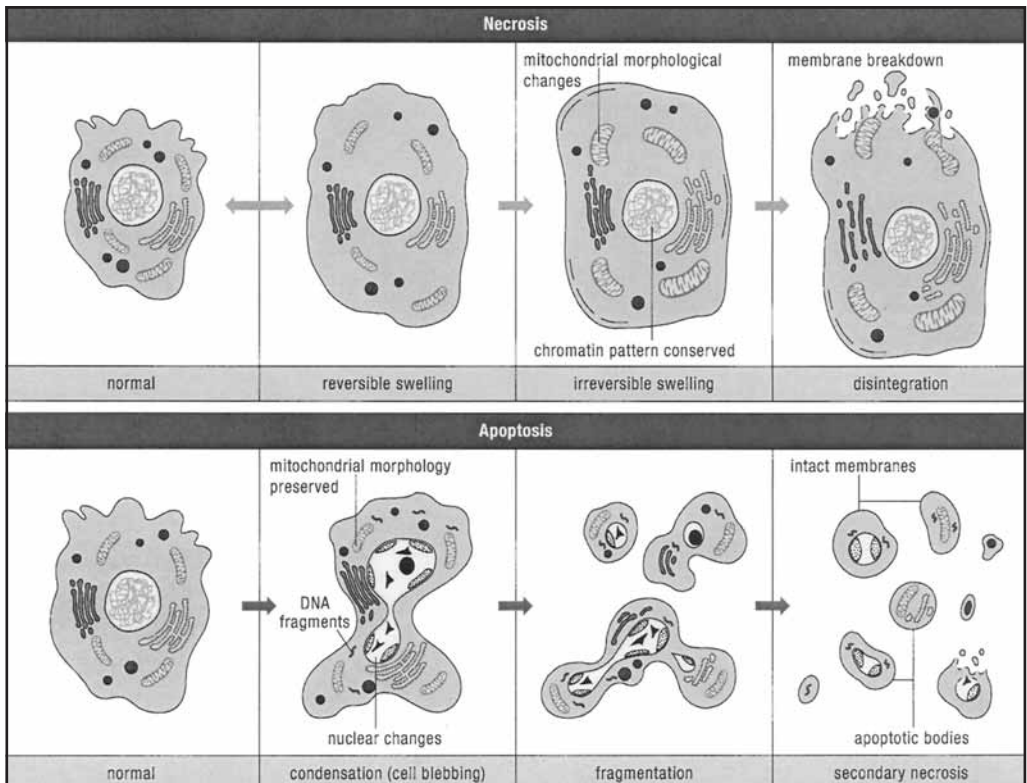 Necrosis
mitochondrial morphological
changes
membrane breakdown
chromatin pattern conserved
normal
reversible swelling
irreversible swelling
disintegration
Apoptosis
mitochondrial morphology
preserved
intact membranes
DNA
fragments
nuclear changes
apoptotic bodies
normal
condensation (cell blebbing)
fragmentation
secondary necrosis